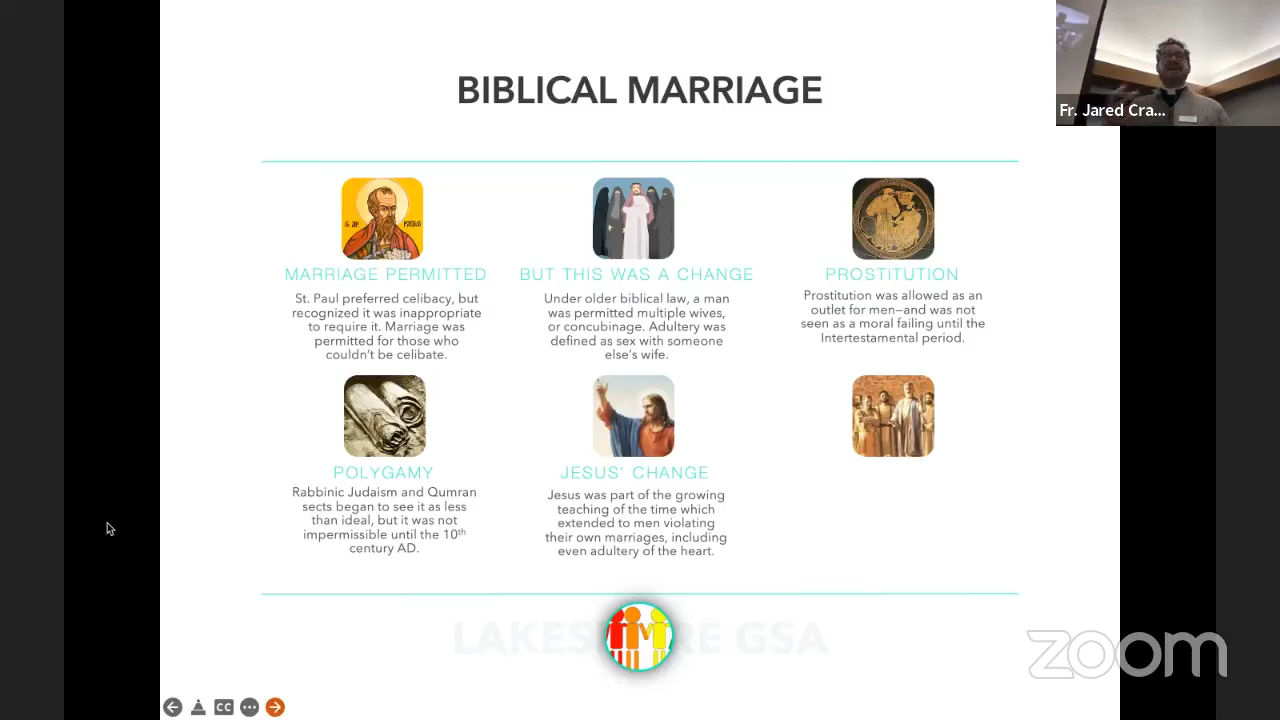 BIBLICAL MARRIAGE
Fr. Jared Cra...
MARRIAGE PERMITTED
St. Paul preferred celibacy, but
recognized it was inappropriate
to require it. Marriage was
permitted for those who
couldn't be celibate.
BUT THIS WAS A CHANGE
Under older biblical law, a man
was permitted multiple wives,
or concubinage. Adultery was
defined as sex with someone
else's wife.
PROSTITUTION
Prostitution was allowed as an
outlet for men—and was not
seen as a moral failing until the
Intertestamental period.
POLYGAMY
Rabbinic Judaism and Qumran
sects began to see it as less
than ideal, but it was not
impermissible until the 10th
century AD.
JESUS' CHANGE
Jesus was part of the growing
teaching of the time which
extended to men violating
their own marriages, including
even adultery of the heart.
GSA
zoom
CC